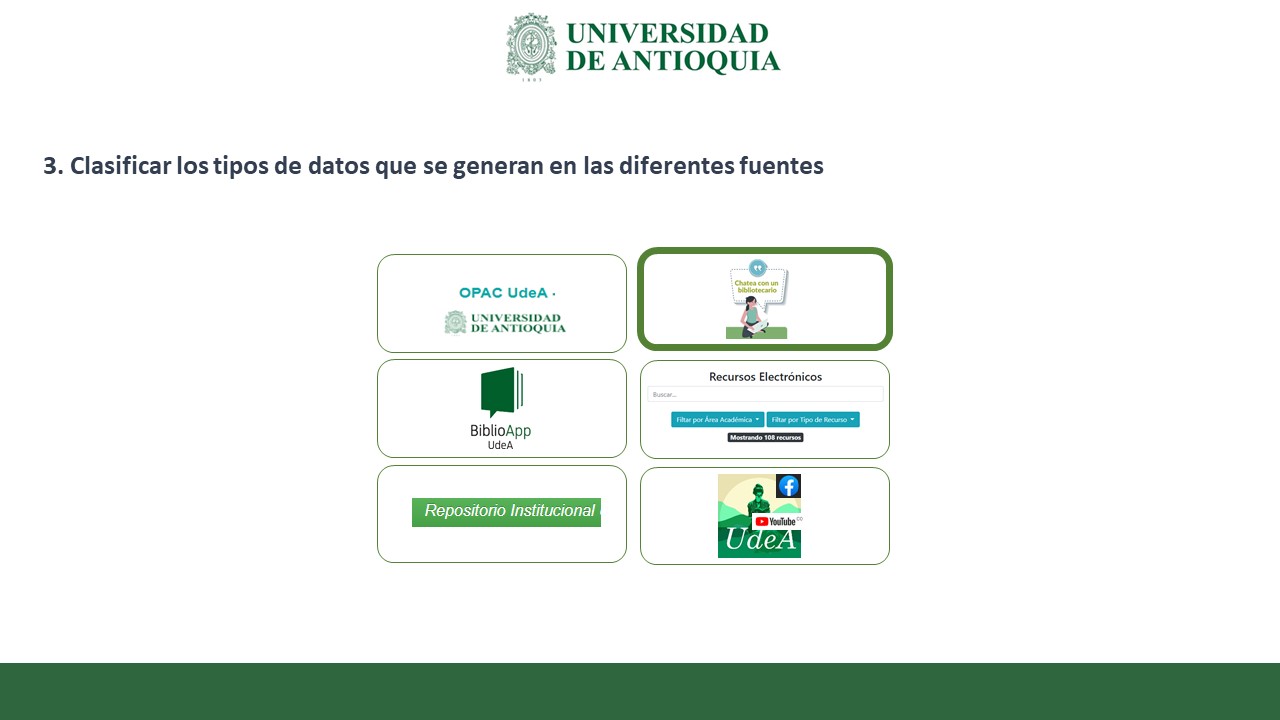 UNIVERSIDAD
DE ANTIOQUIA
1803
3. Clasificar los tipos de datos que se generan en las diferentes fuentes
OPAC UdeA ·
UNIVERSIDAD
DE ANTIOQUIA
Chatea con un
bibliotecario
BiblioApp
UdeA
Recursos Electrónicos
Buscar...
Filtar por Área Académica
Filtar por Tipo de Recurso
Mostrando 108 recursos
Repositorio Institucional
YouTube CO
UdeA